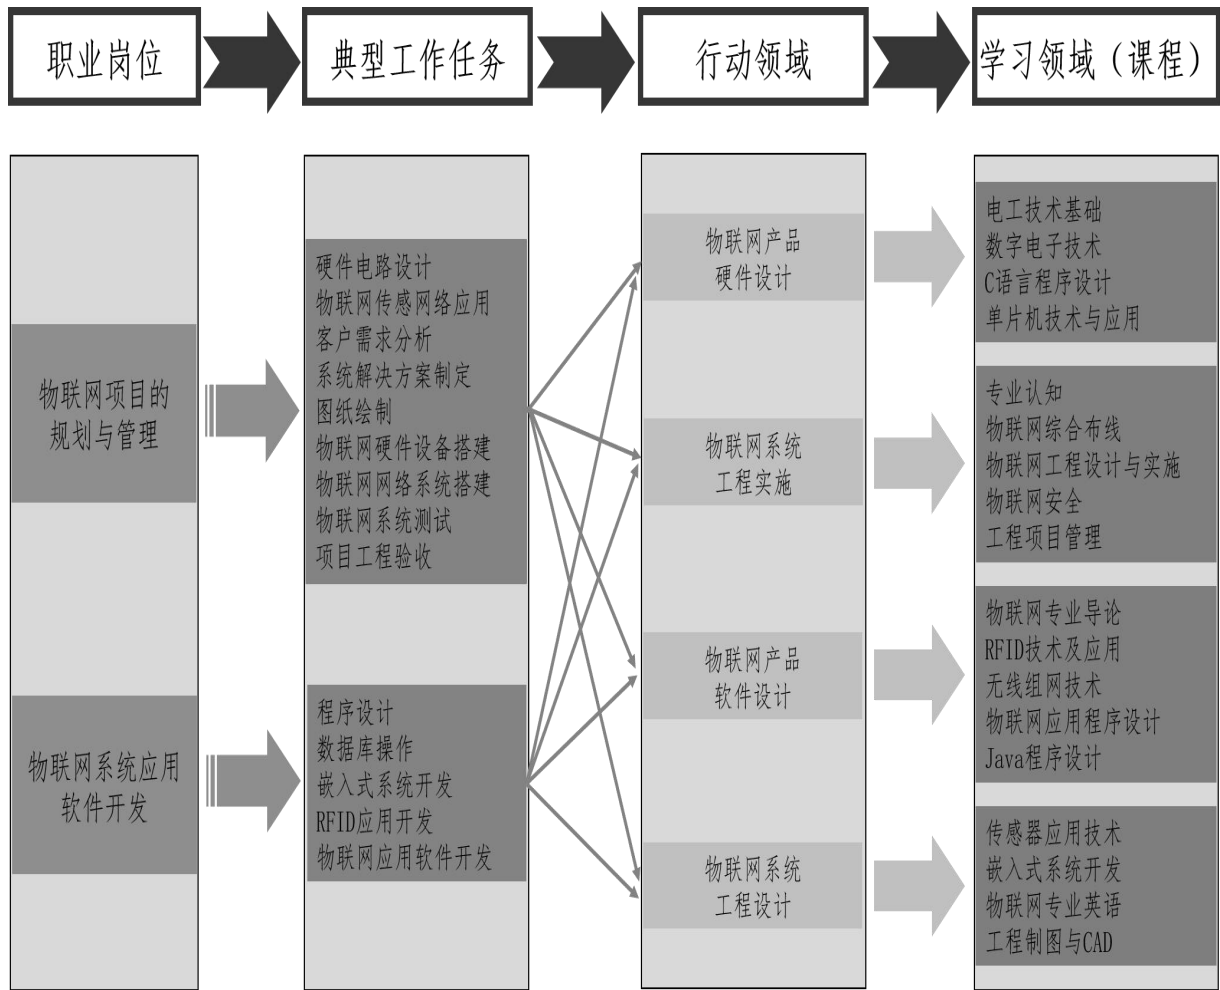 职业岗位
典型工作任务
行动领域
学习领域（课程）
物联网项目的
规划与管理
物联网系统应用
软件开发
硬件电路设计
物联网传感网络应用
客户需求分析
系统解决方案制定
图纸绘制
物联网硬件设备搭建
物联网网络系统搭建
物联网系统测试
项目工程验收
程序设计
数据库操作
嵌入式系统开发
RFID应用开发
物联网应用软件开发
物联网产品
硬件设计
物联网系统
工程实施
物联网产品
软件设计
物联网系统
工程设计
电工技术基础
数字电子技术
C语言程序设计
单片机技术与应用
专业认知
物联网综合布线
物联网工程设计与实施
物联网安全
工程项目管理
物联网专业导论
RFID技术及应用
无线组网技术
物联网应用程序设计
Java程序设计
传感器应用技术
嵌入式系统开发
物联网专业英语
工程制图与CAD